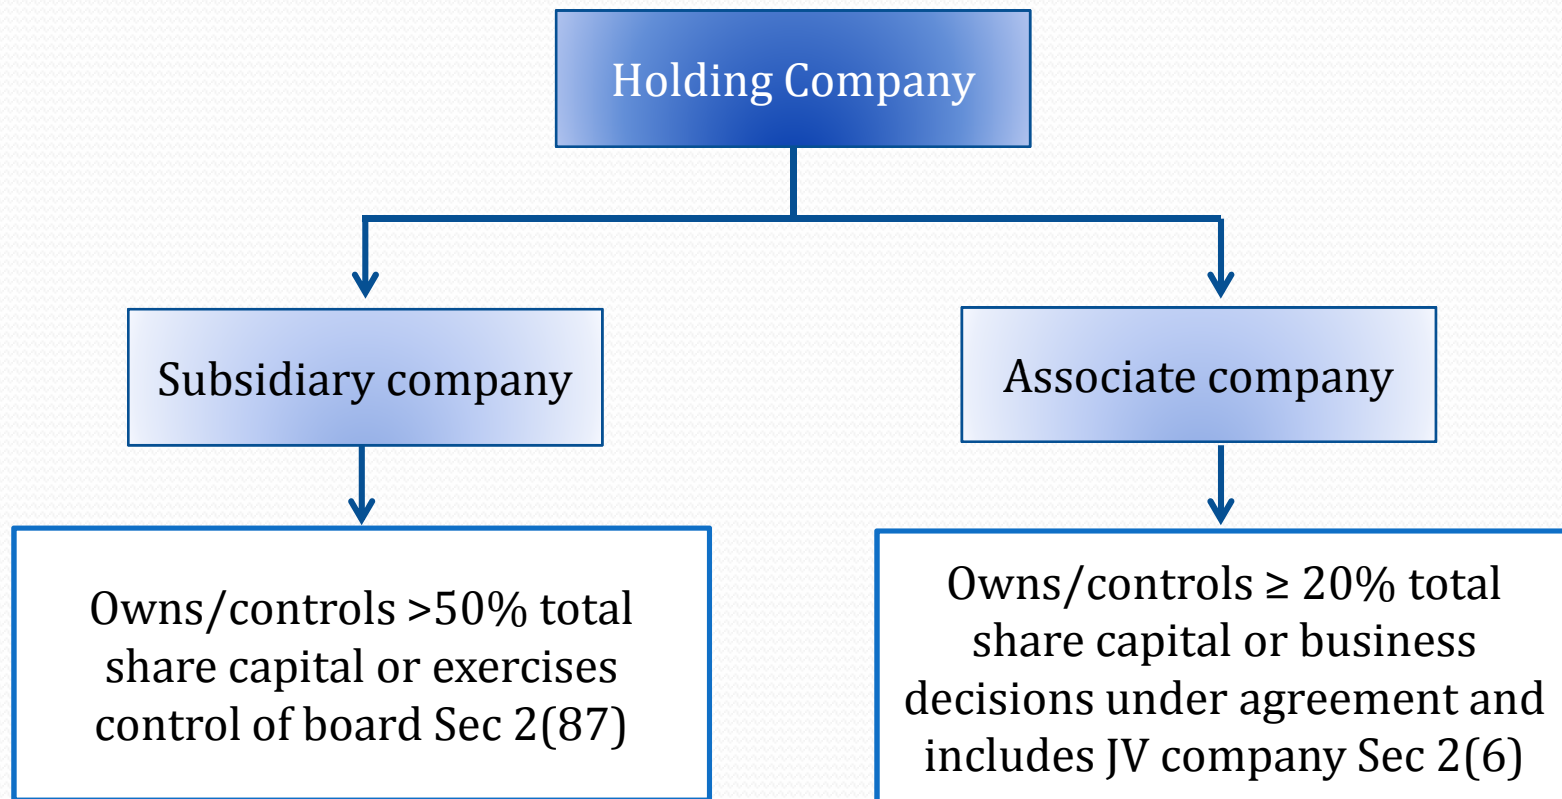 Holding Company
Subsidiary company
Associate company
Owns/controls >50% total
share capital or exercises
control of board Sec 2(87)
Owns/controls ≥ 20% total
share capital or business
decisions under agreement and
includes JV company Sec 2(6)